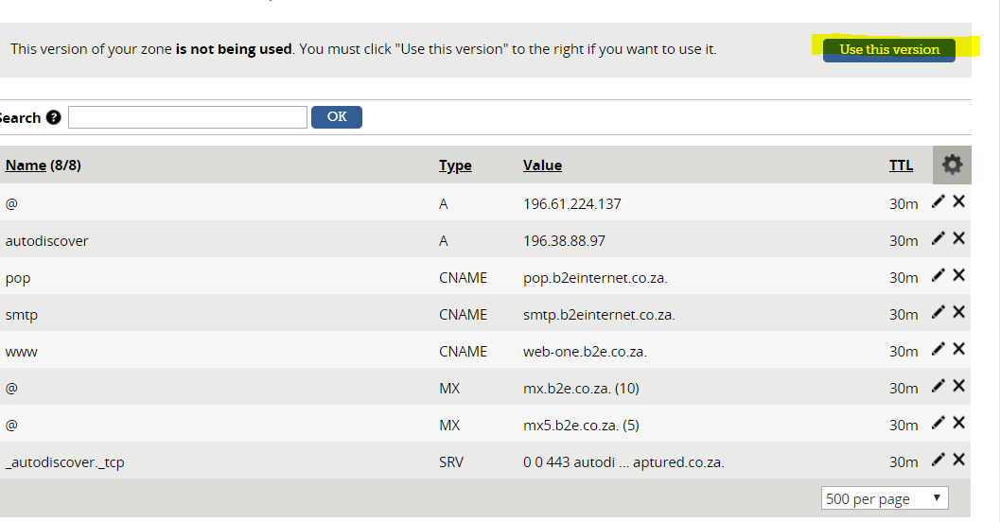 This version of your zone is not being used. You must click "Use this version" to the right if you want to use it. Use this version
Search ? OK
Name (8/8) Type Value TTL
@ A 196.61.224.137 30m
autodiscover A 196.38.88.97 30m
pop CNAME pop.b2einternet.co.za. 30m
smtp CNAME smtp.b2einternet.co.za. 30m
www CNAME web-one.b2e.co.za. 30m
@ MX mx.b2e.co.za. (10) 30m
@ MX mx5.b2e.co.za. (5) 30m
_autodiscover._tcp SRV 0 0 443 autodi ... aptured.co.za. 30m
500 per page